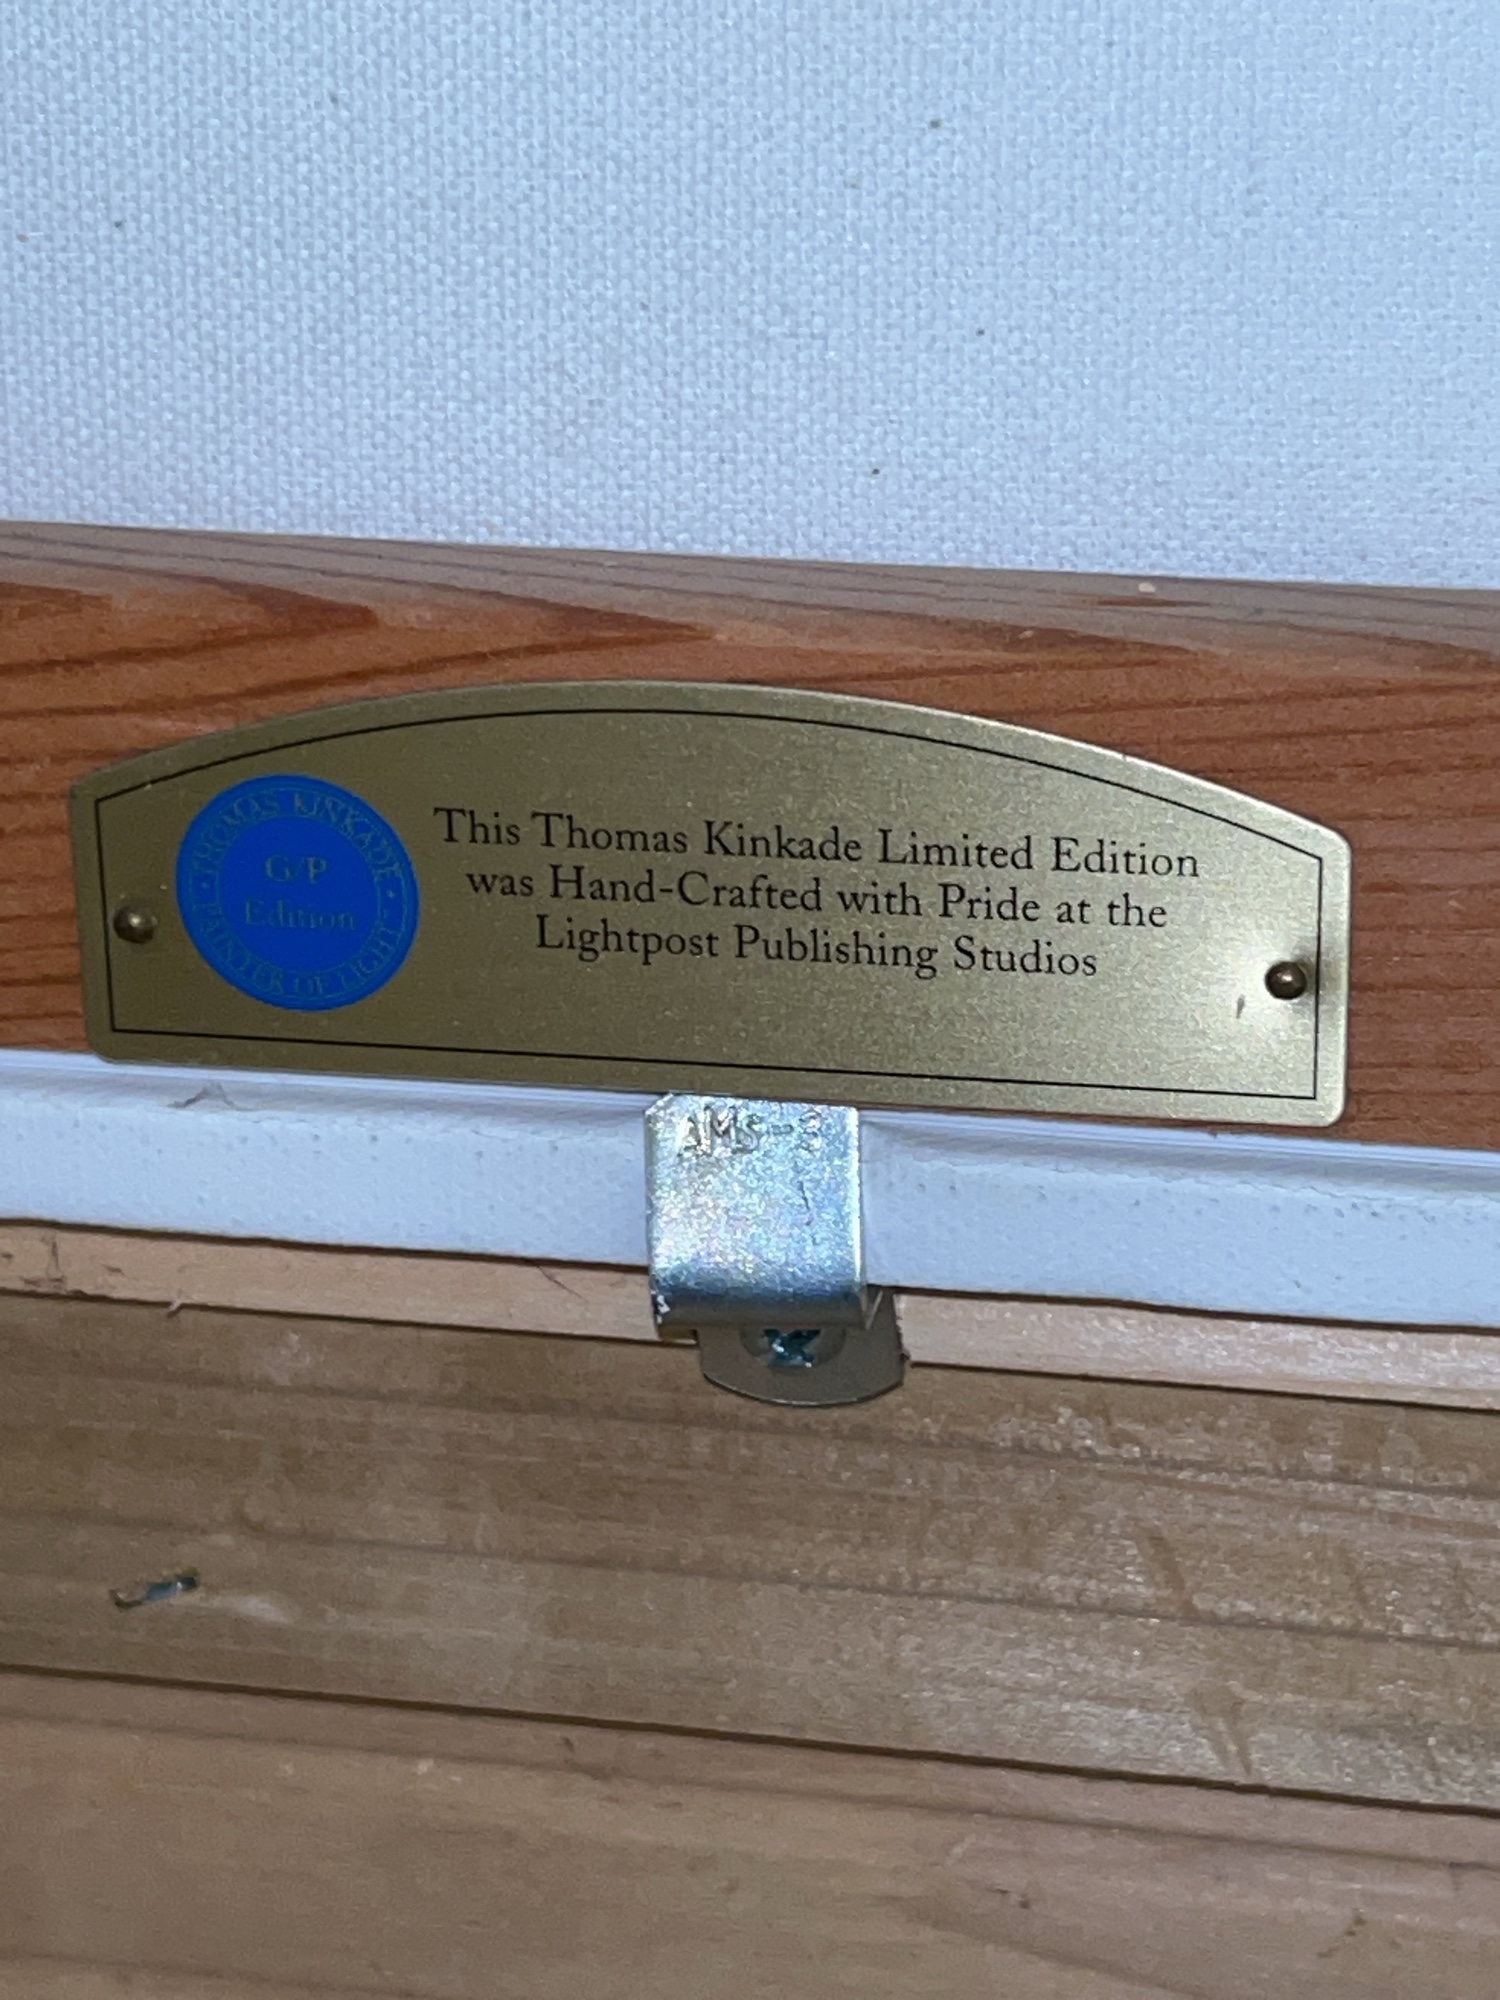 THOMAS KINKADE
G/P
Edition
PAINTER OF LIGHT
This Thomas Kinkade Limited Edition
was Hand-Crafted with Pride at the
Lightpost Publishing Studios
AMS-3